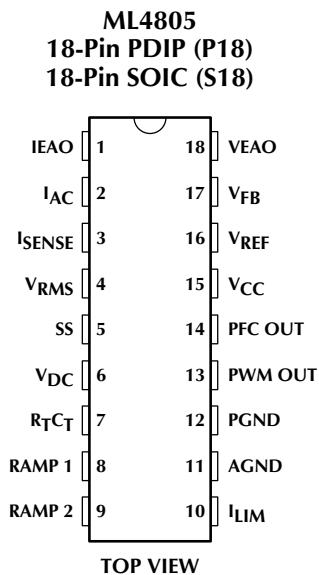 ML4805
18-Pin PDIP (P18)
18-Pin SOIC (S18)
IEAO 1 18 VEAO
IAC 2 17 VFB
ISENSE 3 16 VREF
VRMS 4 15 VCC
SS 5 14 PFC OUT
VDC 6 13 PWM OUT
RTCT 7 12 PGND
RAMP 1 8 11 AGND
RAMP 2 9 10 ILIM
TOP VIEW